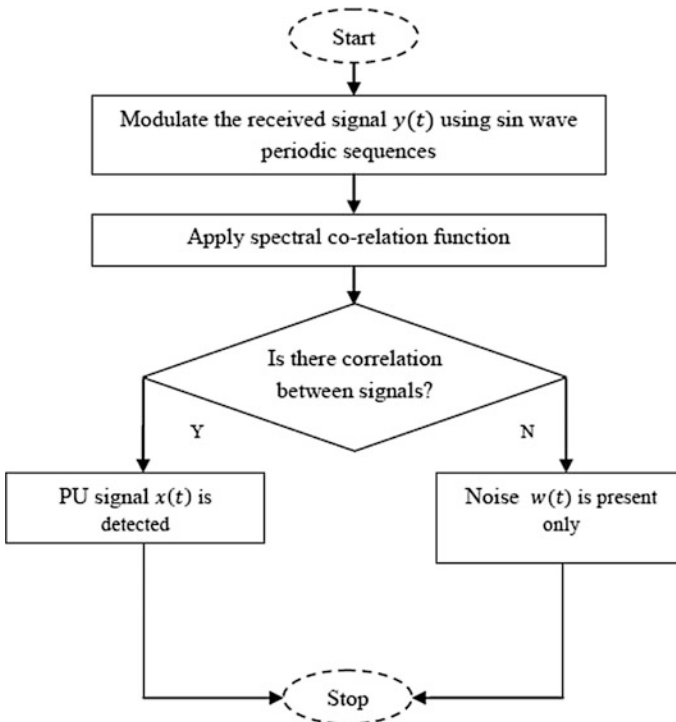 Start
Modulate the received signal y(t) using sin wave
periodic sequences
Apply spectral co-relation function
Is there correlation
between signals?
Y
N
PU signal x(t) is
detected
Noise w(t) is present
only
Stop